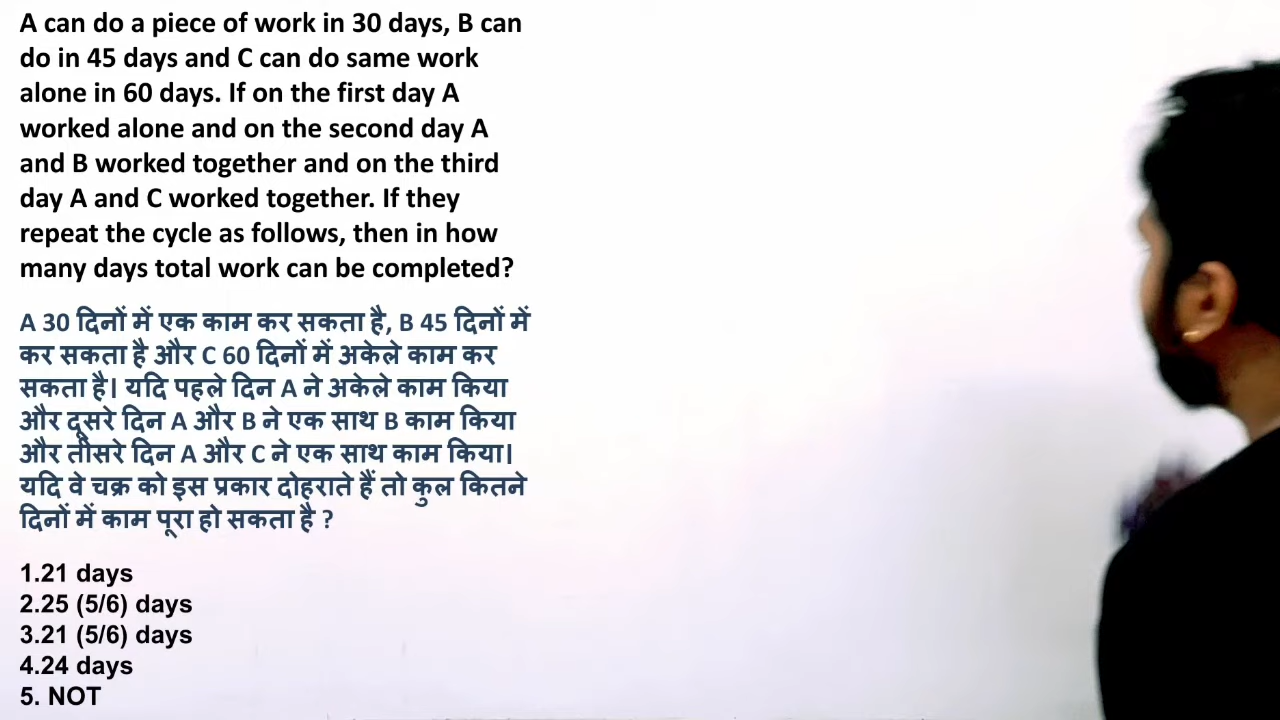 A can do a piece of work in 30 days, B can
do in 45 days and C can do same work
alone in 60 days. If on the first day A
worked alone and on the second day A
and B worked together and on the third
day A and C worked together. If they
repeat the cycle as follows, then in how
many days total work can be completed?
A 30 दिनों में एक काम कर सकता है, B 45 दिनों में
कर सकता है और C 60 दिनों में अकेले काम कर
सकता है। यदि पहले दिन A ने अकेले काम किया
और दूसरे दिन A और B ने एक साथ B काम किया
और तीसरे दिन A और C ने एक साथ काम किया।
यदि वे चक्र को इस प्रकार दोहराते हैं तो कुल कितने
दिनों में काम पूरा हो सकता है ?
1.21 days
2.25 (5/6) days
3.21 (5/6) days
4.24 days
5. NOT